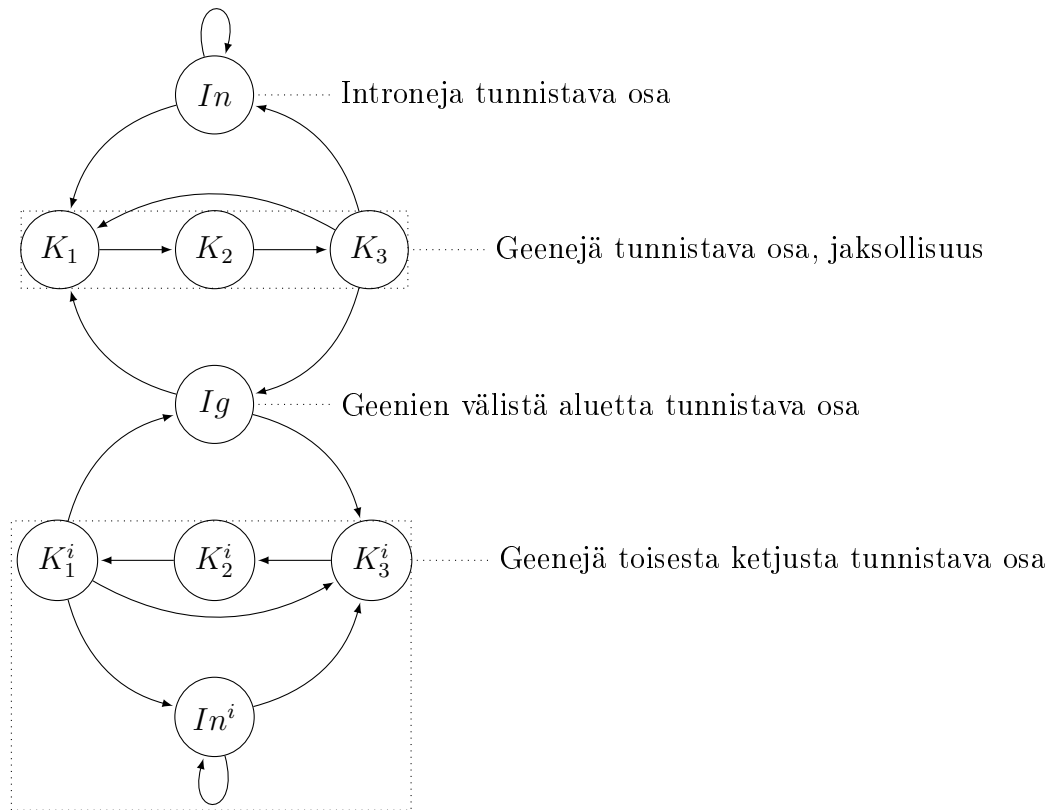 In
Introneja tunnistava osa
K₁ K₂ K₃
Geenejä tunnistava osa, jaksollisuus
Ig
Geenien välistä aluetta tunnistava osa
K₁ⁱ K₂ⁱ K₃ⁱ
Geenejä toisesta ketjusta tunnistava osa
Inⁱ